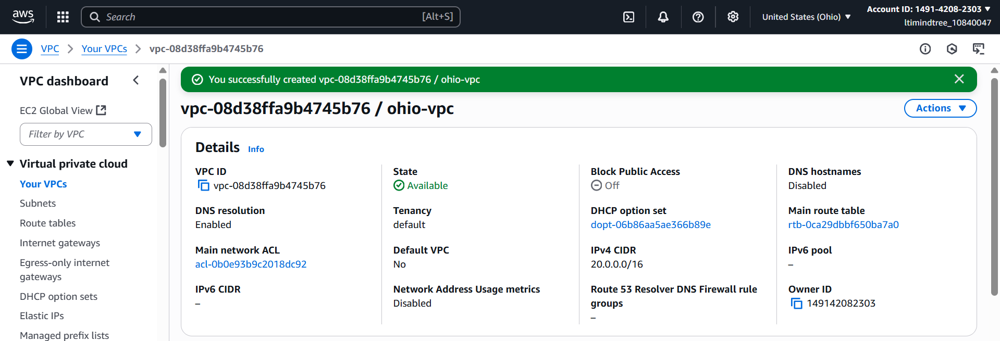 aws
Search
[Alt+S]
United States (Ohio)
Account ID: 1491-4208-2303
ltimindtree_10840047
VPC
Your VPCs
vpc-08d38ffa9b4745b76
VPC dashboard
EC2 Global View
Filter by VPC
Virtual private cloud
Your VPCs
Subnets
Route tables
Internet gateways
Egress-only internet
gateways
DHCP option sets
Elastic IPs
Managed prefix lists
You successfully created vpc-08d38ffa9b4745b76 / ohio-vpc
vpc-08d38ffa9b4745b76 / ohio-vpc
Actions
Details Info
VPC ID
vpc-08d38ffa9b4745b76
State
Available
Block Public Access
Off
DNS hostnames
Disabled
DNS resolution
Enabled
Tenancy
default
DHCP option set
dopt-06b86aa5ae366b89e
Main route table
rtb-0ca29dbbf650ba7a0
Main network ACL
acl-0b0e93b9c2018dc92
Default VPC
No
IPv4 CIDR
20.0.0.0/16
IPv6 pool
–
IPv6 CIDR
–
Network Address Usage metrics
Disabled
Route 53 Resolver DNS Firewall rule
groups
–
Owner ID
149142082303